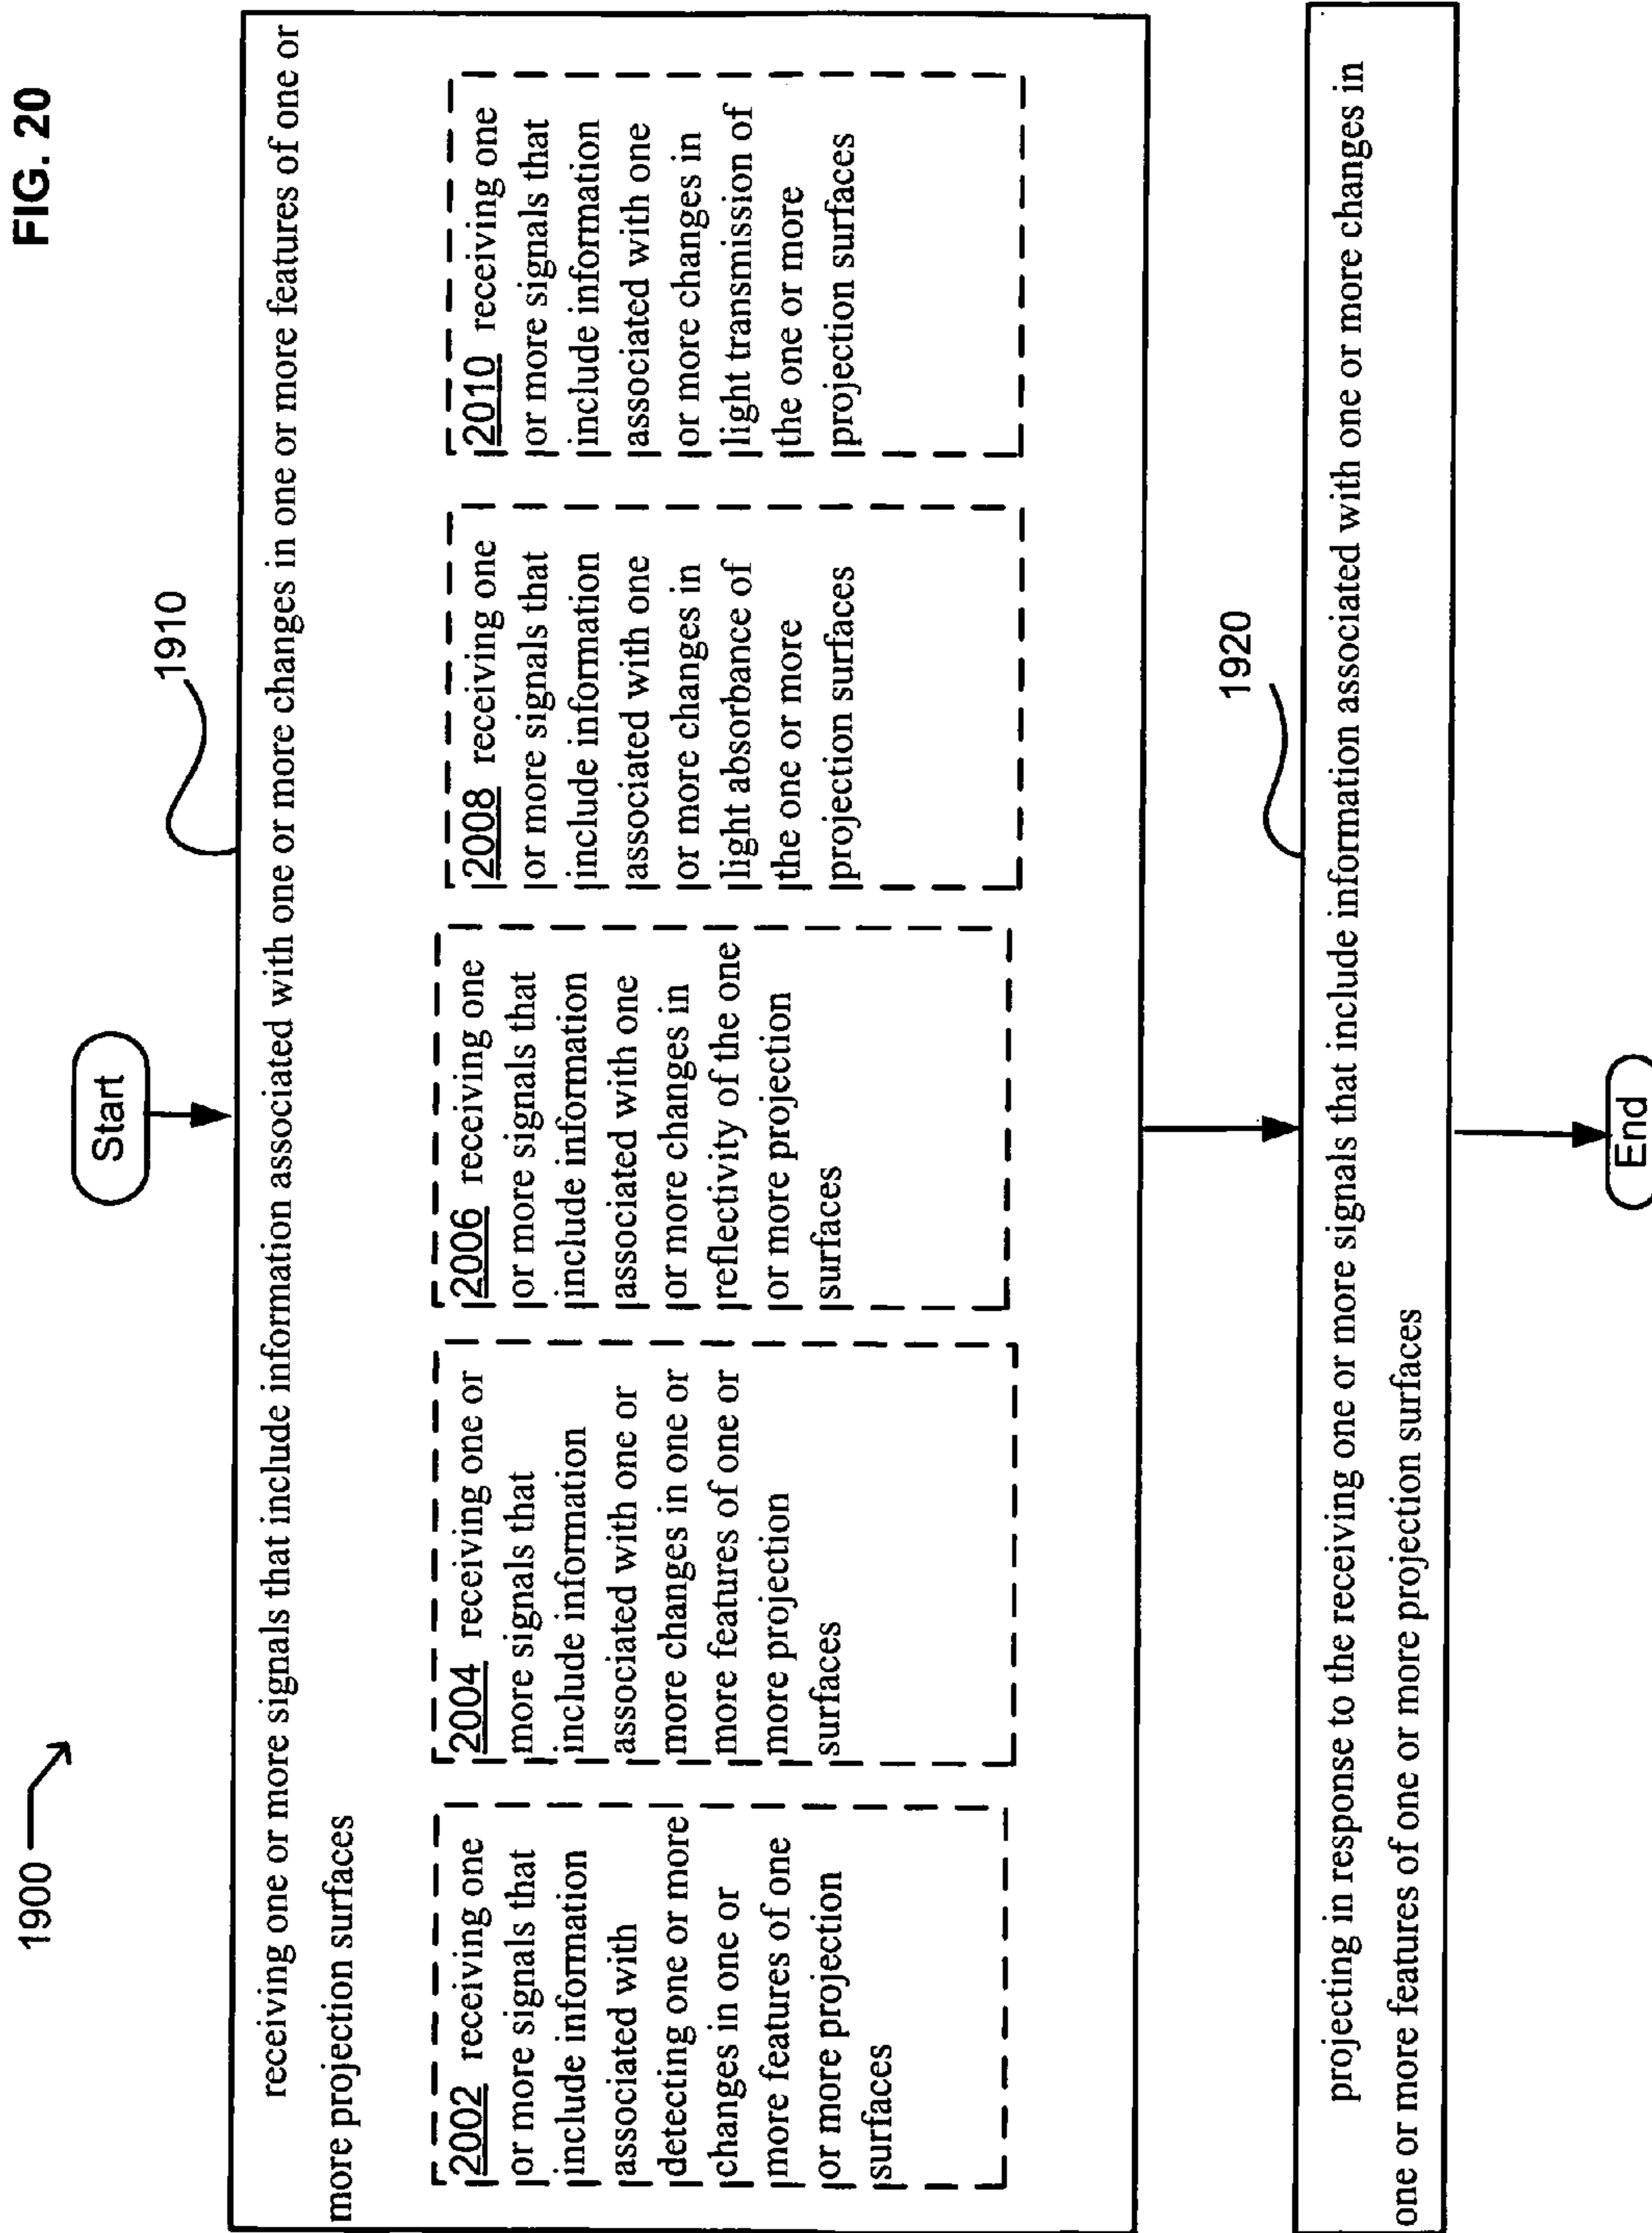 FIG. 20
1900
Start
1910
receiving one or more signals that include information associated with one or more changes in one or more features of one or
more projection surfaces
2002 receiving one
or more signals that
include information
associated with
detecting one or more
changes in one or
more features of one
or more projection
surfaces
2004 receiving one or
more signals that
include information
associated with one or
more changes in one or
more features of one or
more projection
surfaces
2006 receiving one
or more signals that
include information
associated with one
or more changes in
reflectivity of the one
or more projection
surfaces
2008 receiving one
or more signals that
include information
associated with one
or more changes in
light absorbance of
the one or more
projection surfaces
2010 receiving one
or more signals that
include information
associated with one
or more changes in
light transmission of
the one or more
projection surfaces
1920
projecting in response to the receiving one or more signals that include information associated with one or more changes in
one or more features of one or more projection surfaces
End